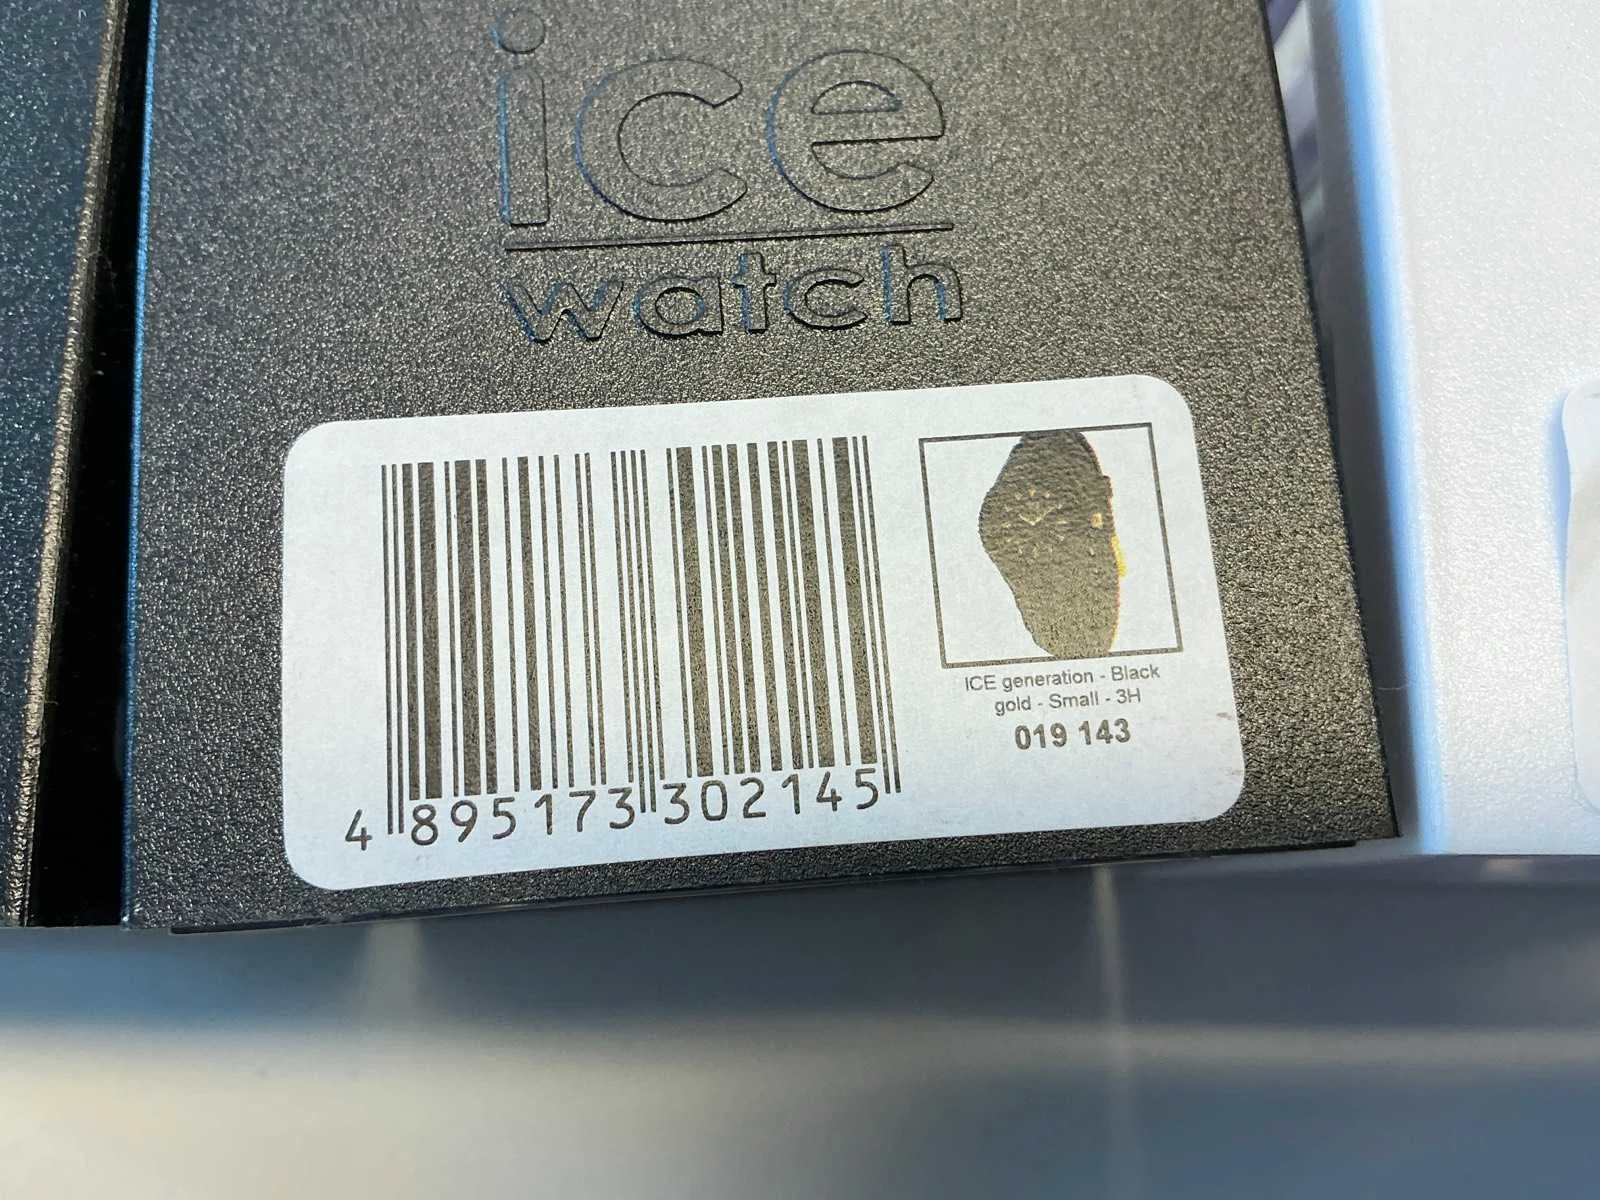 ice
watch
ICE generation - Black
gold - Small - 3H
019 143
4 895173 302145